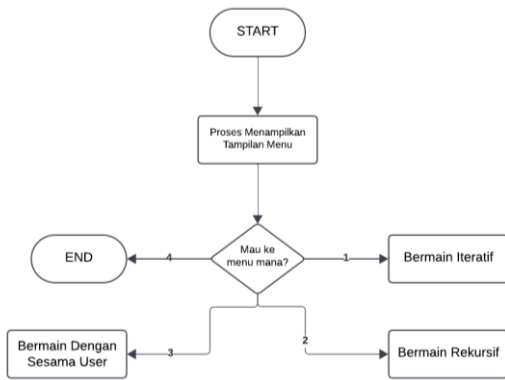 START
Proses Menampilkan
Tampilan Menu
Mau ke
menu mana?
END
4
1
Bermain Iteratif
Bermain Dengan
Sesama User
3
2
Bermain Rekursif